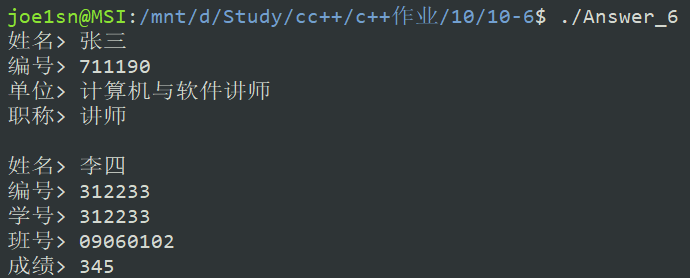 joe1sn@MSI:/mnt/d/Study/cc++/c++作业/10/10-6$ ./Answer_6
姓名> 张三
编号> 711190
单位> 计算机与软件讲师
职称> 讲师
姓名> 李四
编号> 312233
学号> 312233
班号> 09060102
成绩> 345